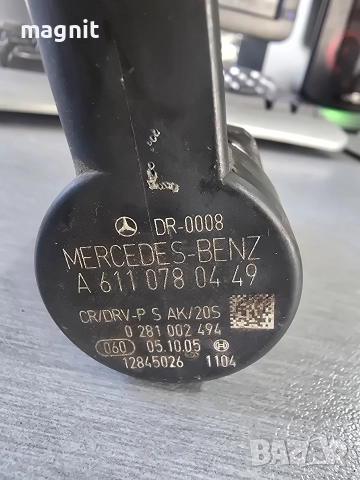 magnit
DR-0008
MERCEDES-BENZ
A 611 078 04 49
CR/DRV-P S AK/20S
0 281 002 494
060 05.10.05
12845026 1104
BAZAR